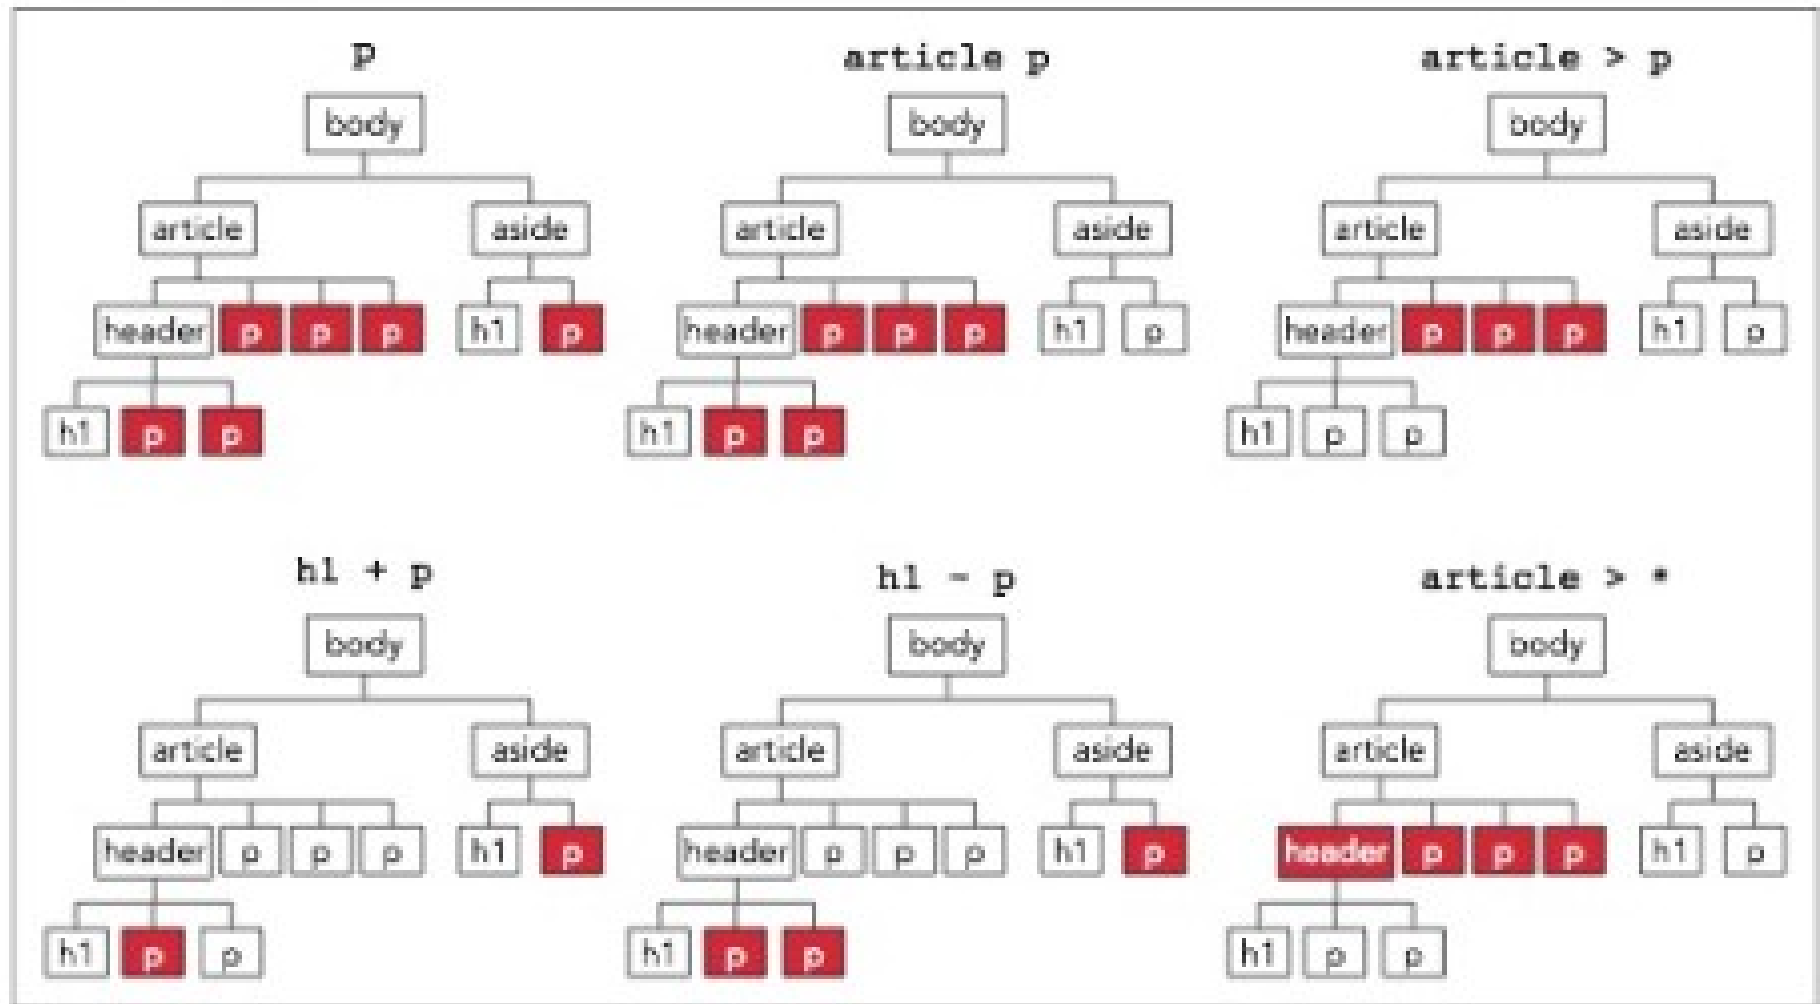 p article p article > p
body body body
article aside article aside article aside
header p p p h1 p header p p p h1 p header p p p h1 p
h1 p p h1 p p h1 p p
h1 + p h1 ~ p article > *
body body body
article aside article aside article aside
header p p p h1 p header p p p h1 p header p p p h1 p
h1 p p h1 p p h1 p p